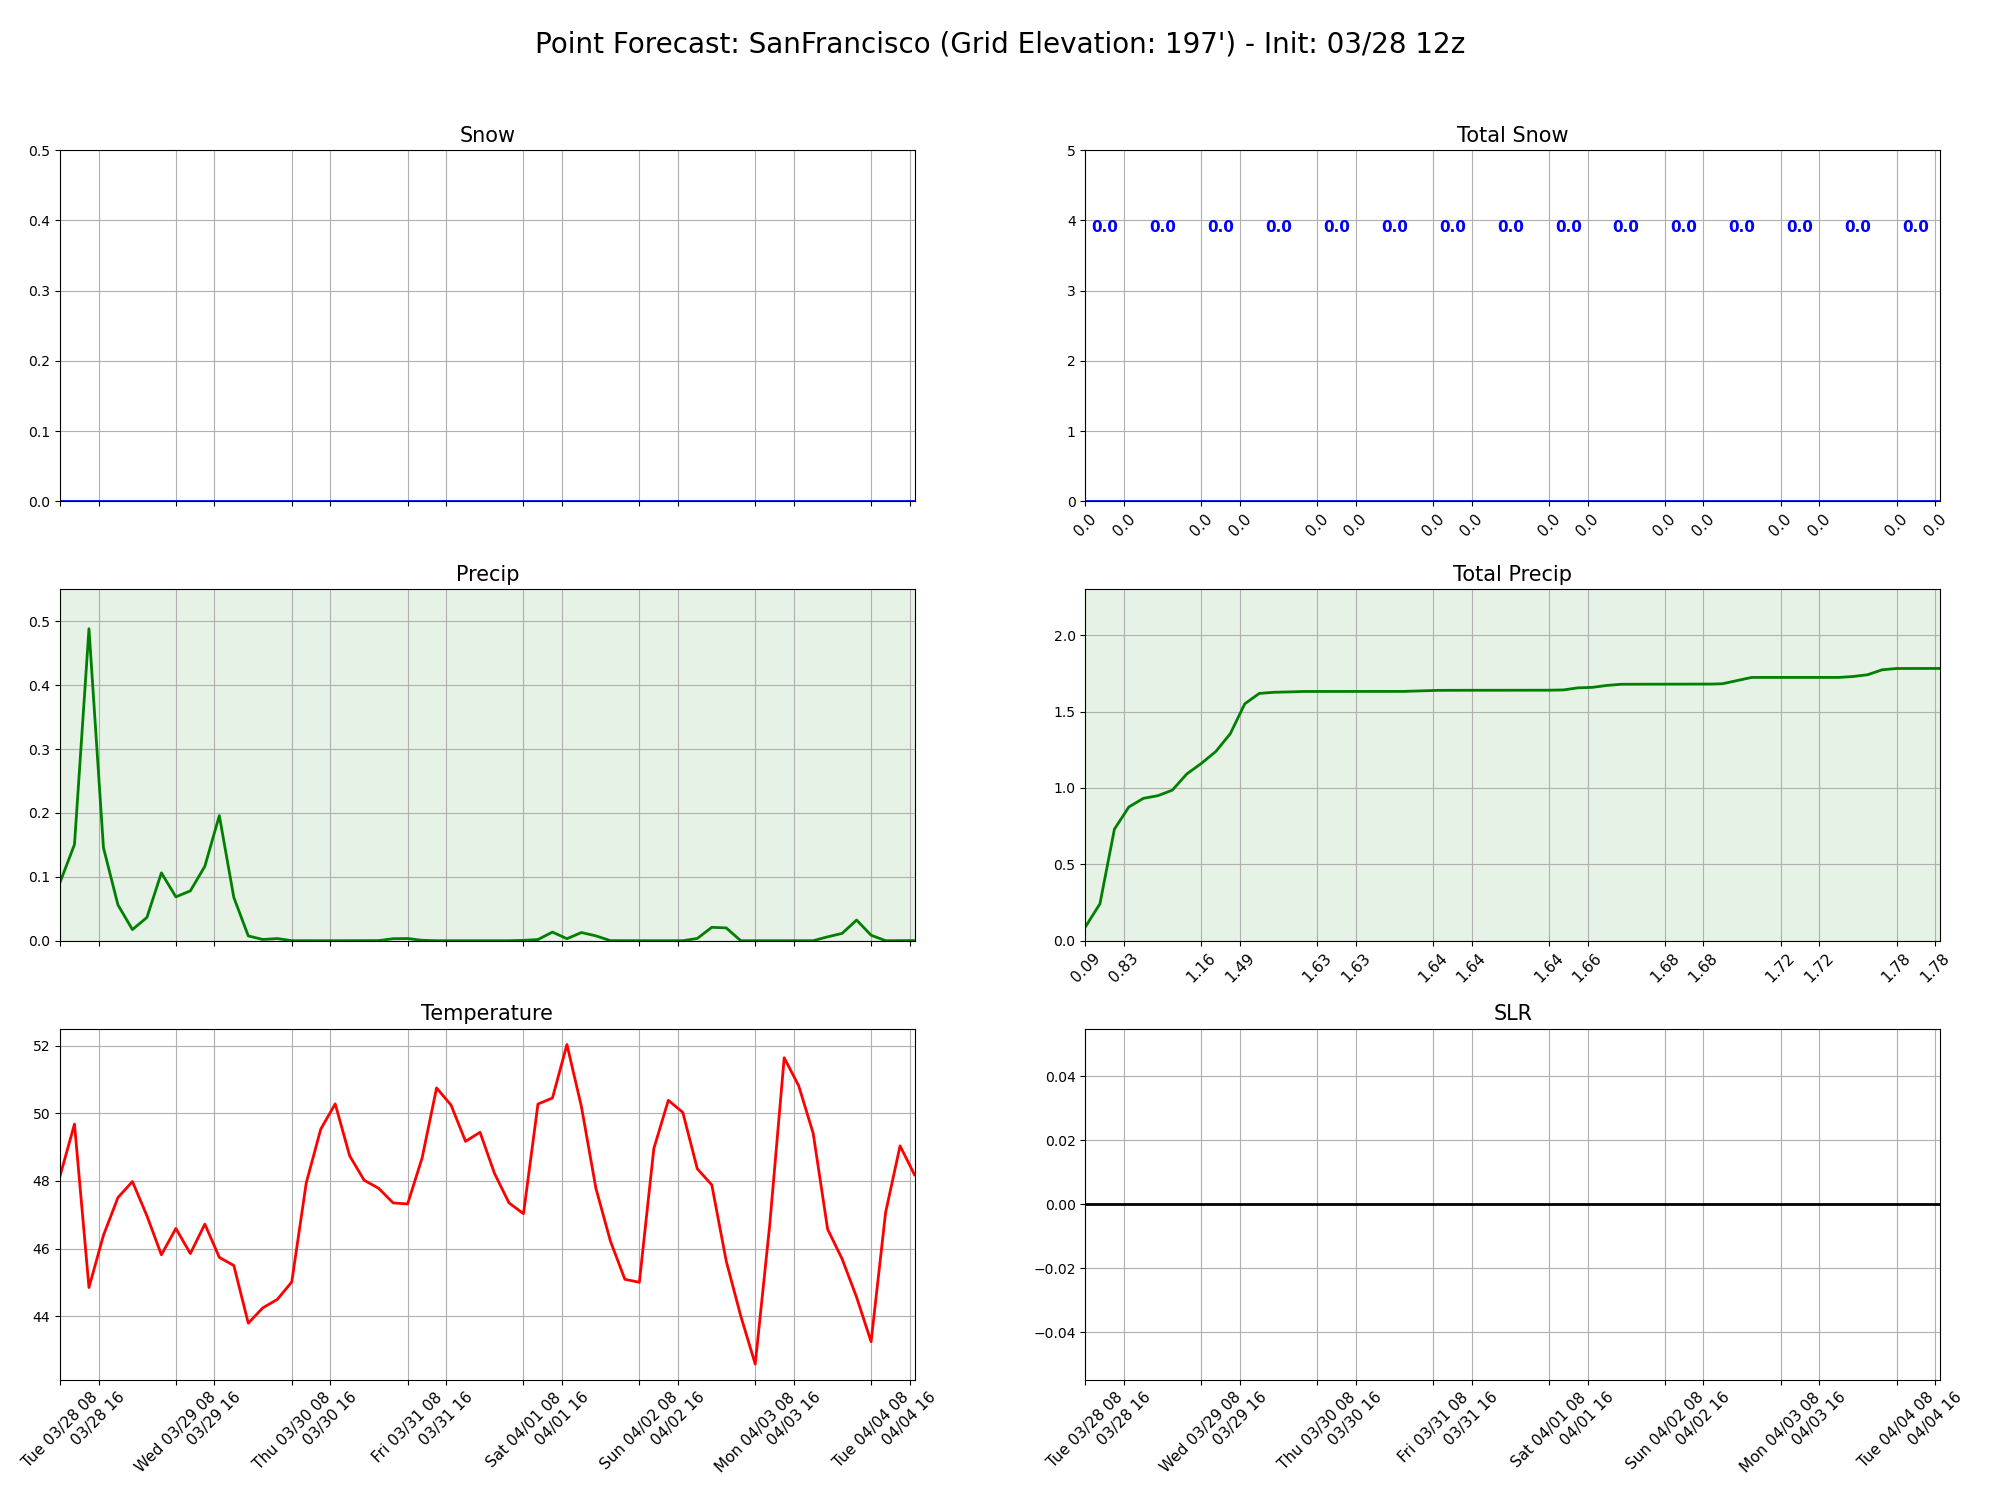 Point Forecast: SanFrancisco (Grid Elevation: 197') - Init: 03/28 12z
Snow
0.5
0.4
0.3
0.2
0.1
0.0
Total Snow
5
4
3
2
1
0
0.0 0.0 0.0 0.0 0.0 0.0 0.0 0.0 0.0 0.0 0.0 0.0 0.0 0.0 0.0
0.0 0.0 0.0 0.0 0.0 0.0 0.0 0.0 0.0 0.0 0.0 0.0 0.0 0.0 0.0 0.0
Precip
0.5
0.4
0.3
0.2
0.1
0.0
Total Precip
2.0
1.5
1.0
0.5
0.0
0.09 0.83 1.16 1.49 1.63 1.63 1.64 1.64 1.64 1.66 1.68 1.68 1.72 1.72 1.78 1.78
Temperature
52
50
48
46
44
Tue 03/28 08
03/28 16
Wed 03/29 08
03/29 16
Thu 03/30 08
03/30 16
Fri 03/31 08
03/31 16
Sat 04/01 08
04/01 16
Sun 04/02 08
04/02 16
Mon 04/03 08
04/03 16
Tue 04/04 08
04/04 16
SLR
0.04
0.02
0.00
−0.02
−0.04
Tue 03/28 08
03/28 16
Wed 03/29 08
03/29 16
Thu 03/30 08
03/30 16
Fri 03/31 08
03/31 16
Sat 04/01 08
04/01 16
Sun 04/02 08
04/02 16
Mon 04/03 08
04/03 16
Tue 04/04 08
04/04 16